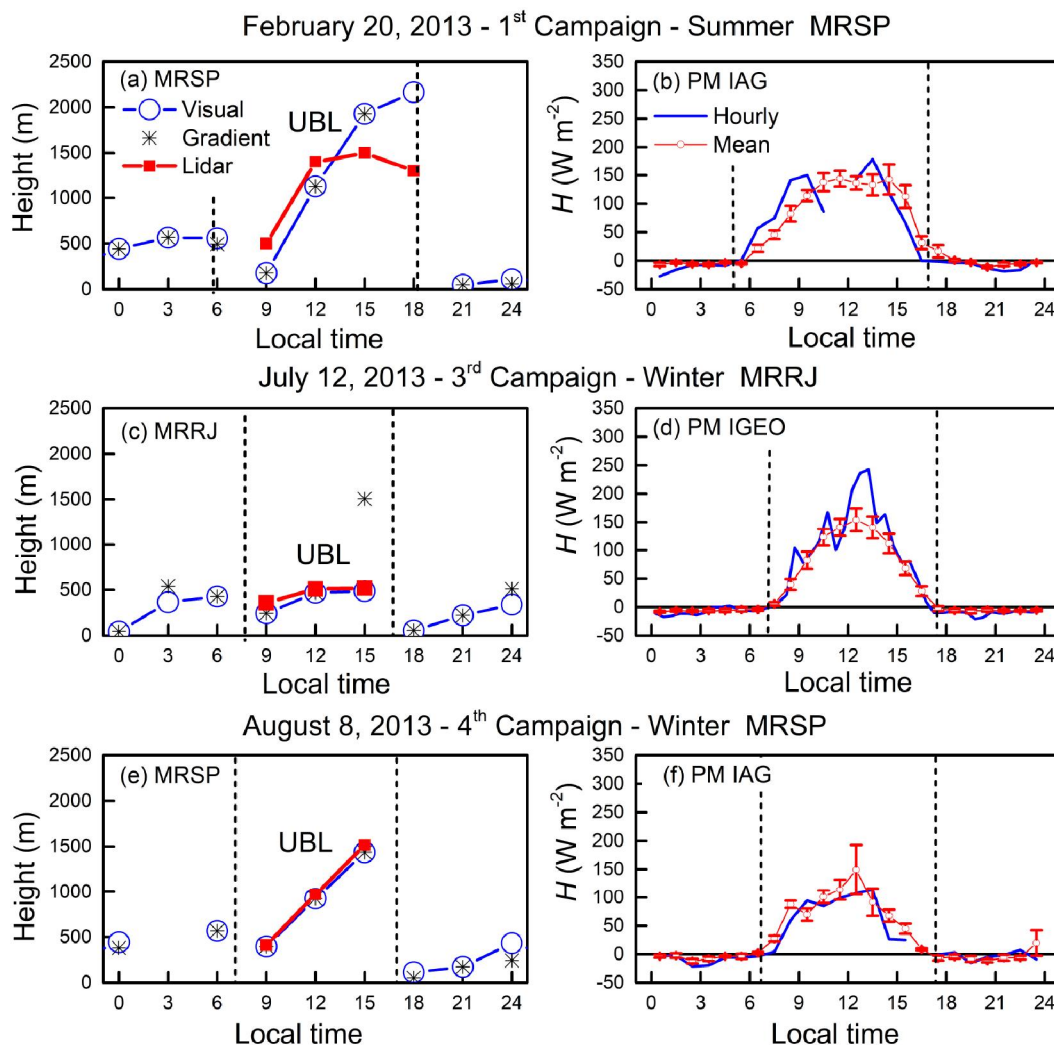 February 20, 2013 - 1st Campaign - Summer MRSP
(a) MRSP
Visual
Gradient
Lidar
UBL
Height (m)
2500
2000
1500
1000
500
0
0 3 6 9 12 15 18 21 24
Local time
(b) PM IAG
Hourly
Mean
H (W m-2)
350
300
250
200
150
100
50
0
-50
0 3 6 9 12 15 18 21 24
Local time
July 12, 2013 - 3rd Campaign - Winter MRRJ
(c) MRRJ
UBL
Height (m)
2500
2000
1500
1000
500
0
0 3 6 9 12 15 18 21 24
Local time
(d) PM IGEO
H (W m-2)
350
300
250
200
150
100
50
0
-50
0 3 6 9 12 15 18 21 24
Local time
August 8, 2013 - 4th Campaign - Winter MRSP
(e) MRSP
UBL
Height (m)
2500
2000
1500
1000
500
0
0 3 6 9 12 15 18 21 24
Local time
(f) PM IAG
H (W m-2)
350
300
250
200
150
100
50
0
-50
0 3 6 9 12 15 18 21 24
Local time